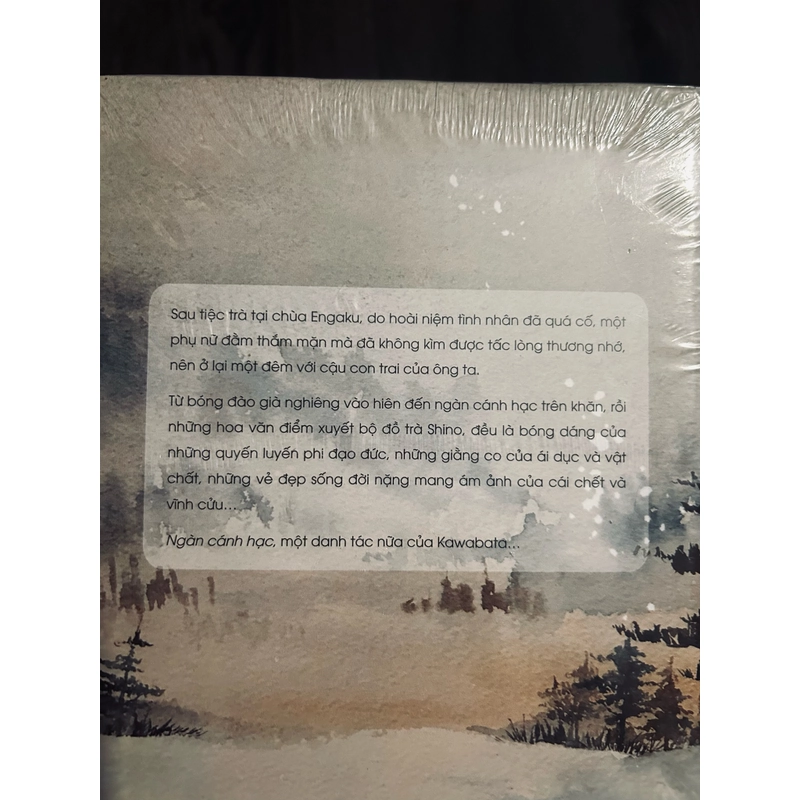 Sau tiệc trà tại chùa Engaku, do hoài niệm tình nhân đã quá cố, một
phụ nữ đằm thắm mặn mà đã không kìm được tấc lòng thương nhớ,
nên ở lại một đêm với cậu con trai của ông ta.
Từ bóng đào già nghiêng vào hiên đến ngàn cánh hạc trên khăn, rồi
những hoa văn điểm xuyết bộ đồ trà Shino, đều là bóng dáng của
những quyến luyến phi đạo đức, những giằng co của ái dục và vật
chất, những vẻ đẹp sống đời nặng mang ám ảnh của cái chết và
vĩnh cửu...
Ngàn cánh hạc, một danh tác nữa của Kawabata...